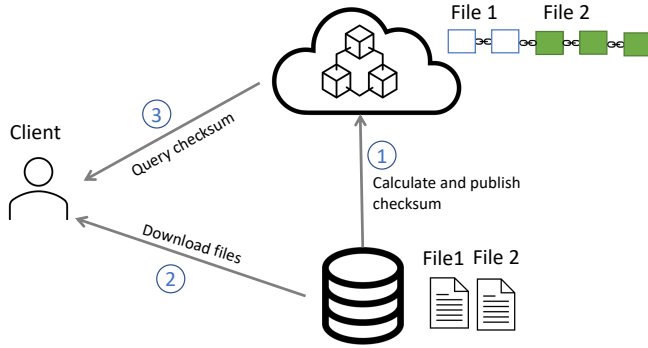 File 1 File 2
3
Client
Query checksum
1
Calculate and publish
checksum
Download files
2
File1 File 2